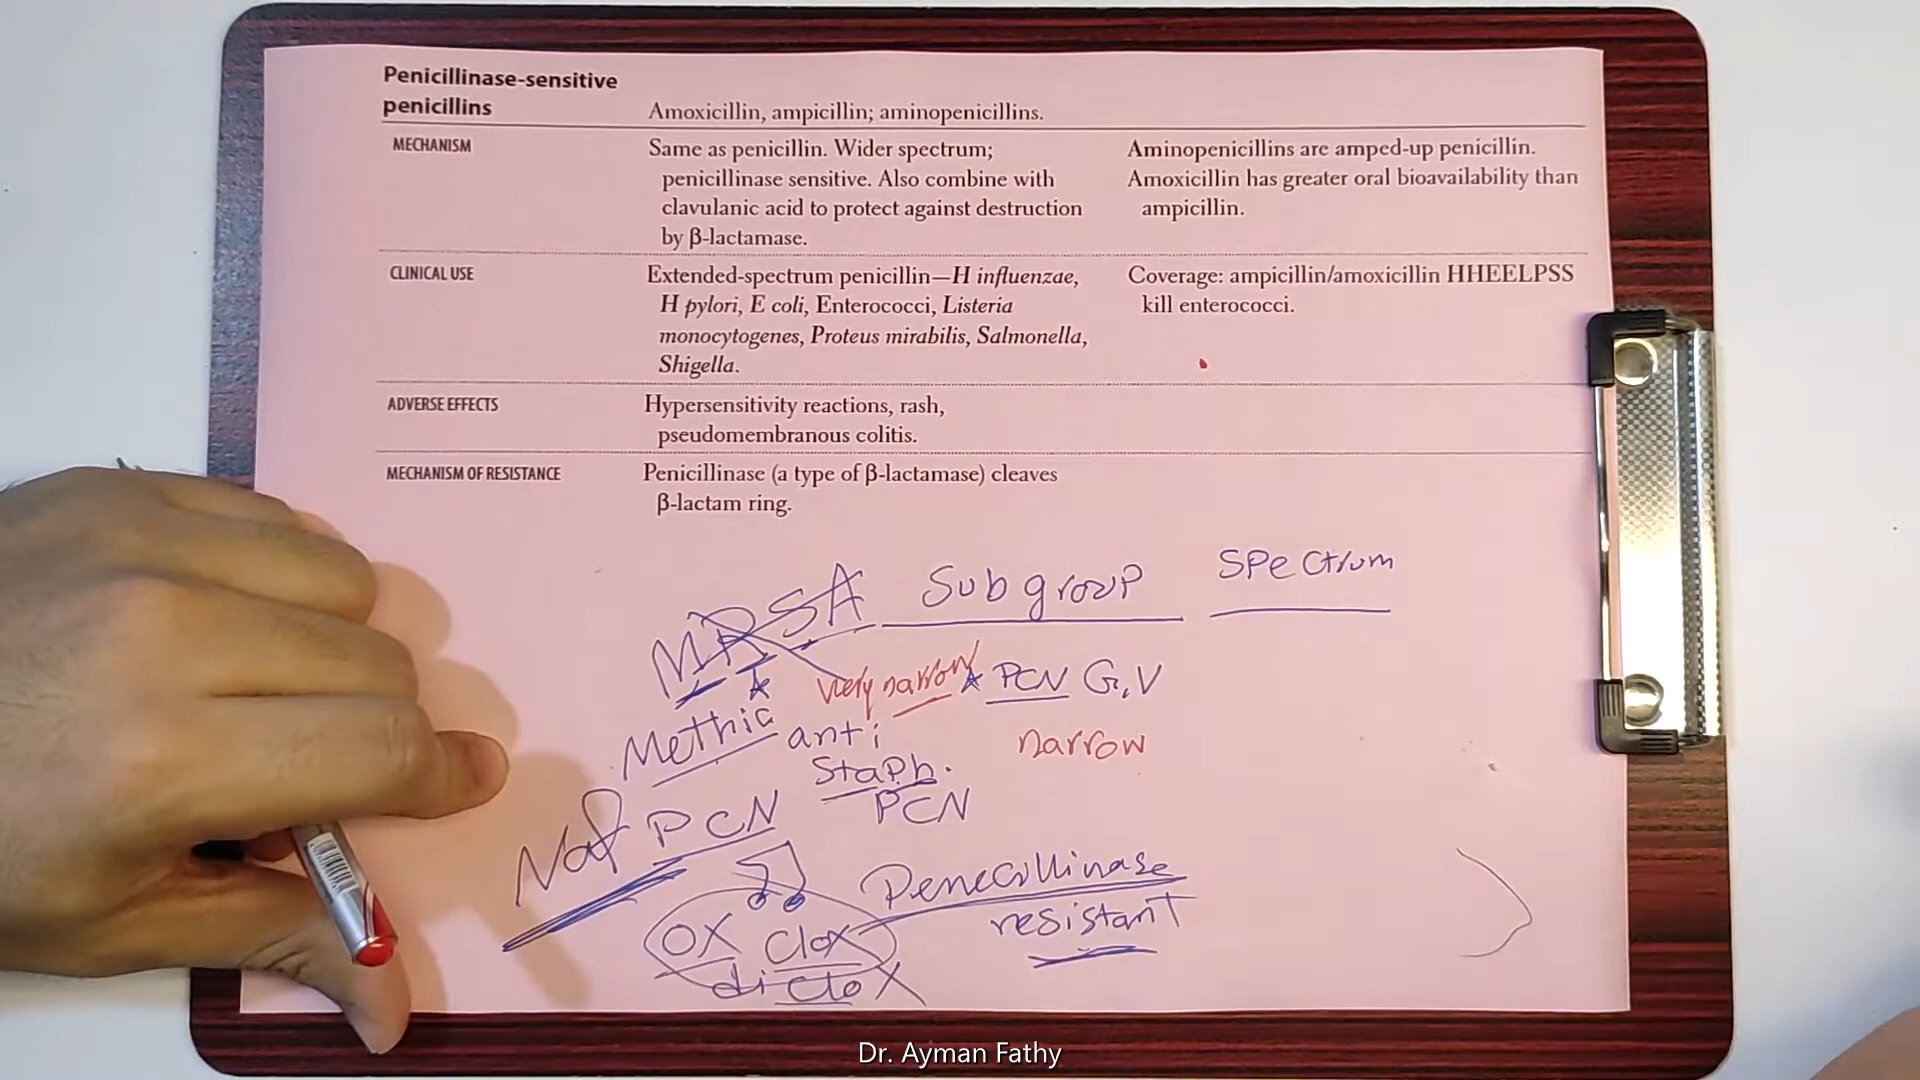 Penicillinase-sensitive
penicillins
Amoxicillin, ampicillin; aminopenicillins.
MECHANISM
Same as penicillin. Wider spectrum;
penicillinase sensitive. Also combine with
clavulanic acid to protect against destruction
by β-lactamase.
Aminopenicillins are amped-up penicillin.
Amoxicillin has greater oral bioavailability than
ampicillin.
CLINICAL USE
Extended-spectrum penicillin—H influenzae,
H pylori, E coli, Enterococci, Listeria
monocytogenes, Proteus mirabilis, Salmonella,
Shigella.
Coverage: ampicillin/amoxicillin HHEELPSS
kill enterococci.
ADVERSE EFFECTS
Hypersensitivity reactions, rash,
pseudomembranous colitis.
MECHANISM OF RESISTANCE
Penicillinase (a type of β-lactamase) cleaves
β-lactam ring.
MRSA
Subgroup
Spectrum
Very narrow
PCN G,V
Methic
anti
narrow
Staph.
PCN
Naf PCN
Penecillinase
resistant
OX Clox
diclox
Dr. Ayman Fathy